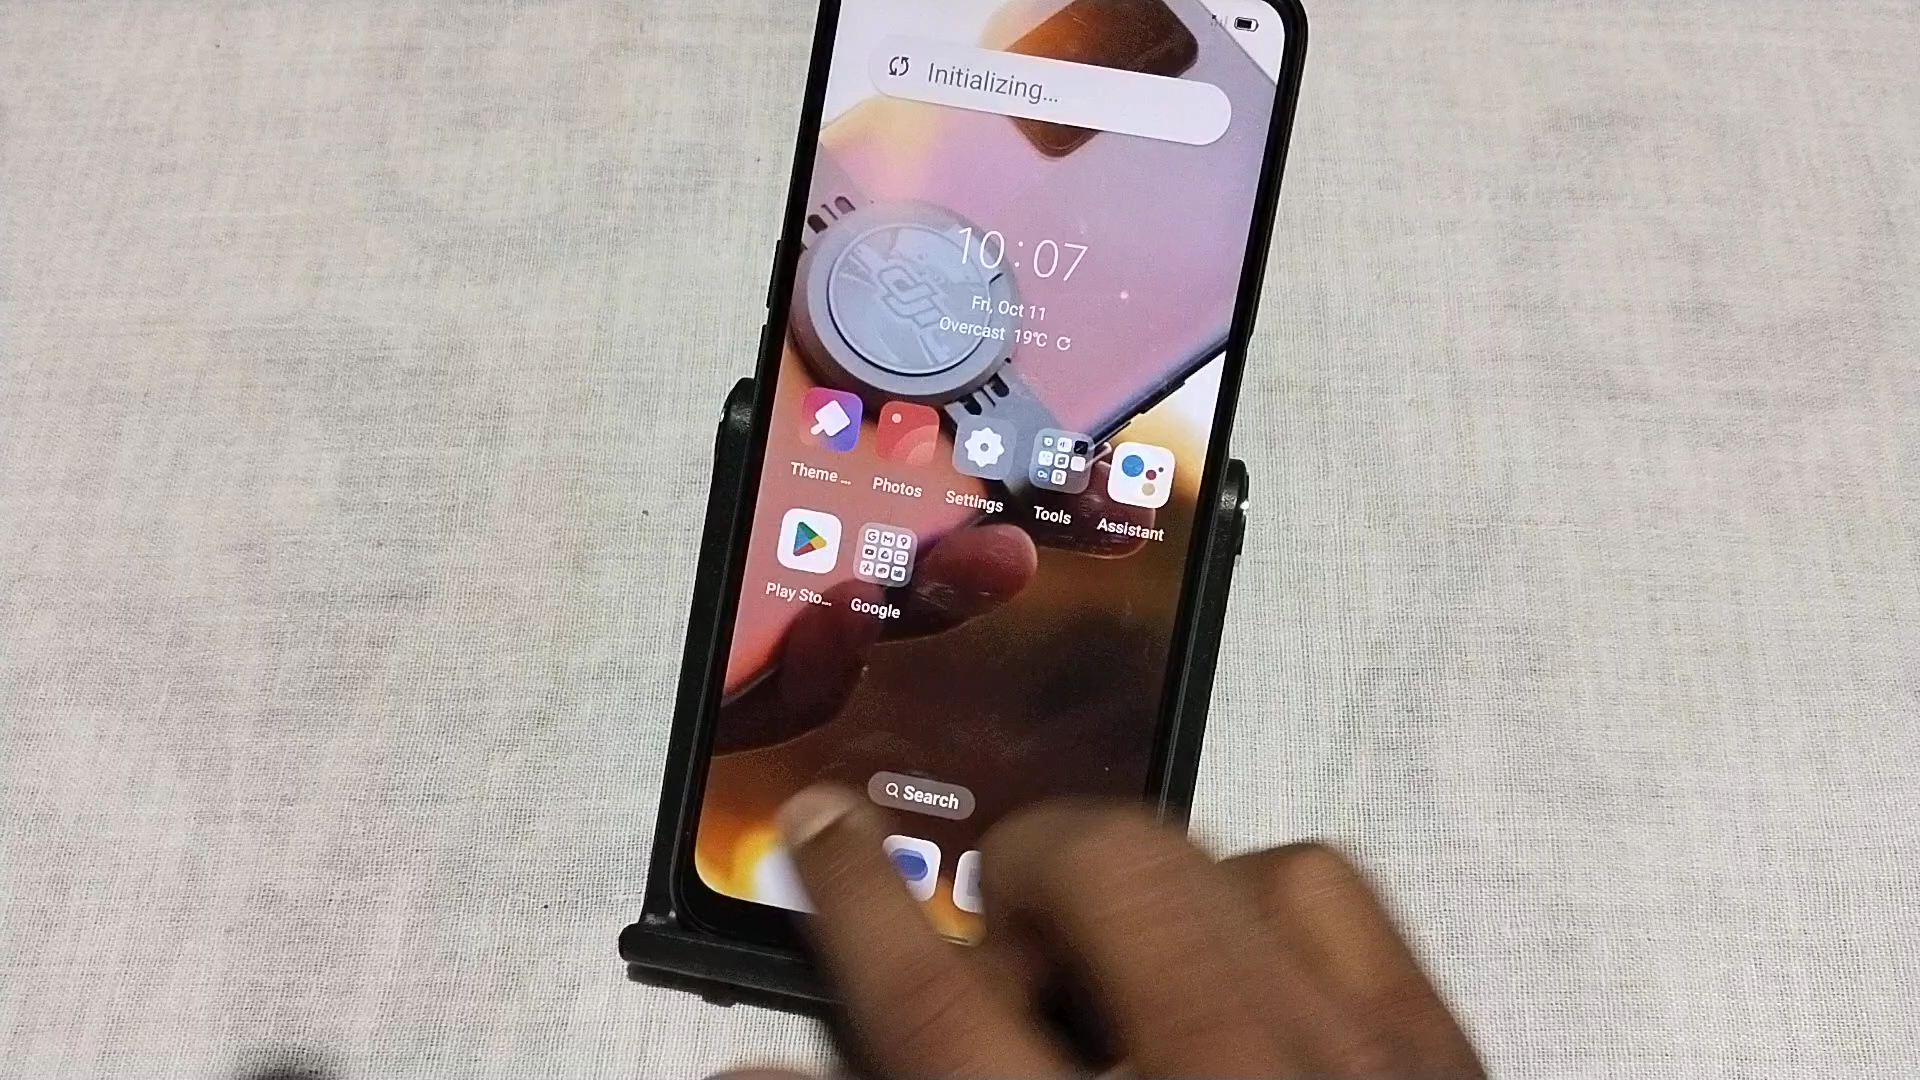 Initializing...
10:07
Fri, Oct 11
Overcast 19°C
Theme ...
Photos
Settings
Tools
Assistant
Play Sto...
Google
Search